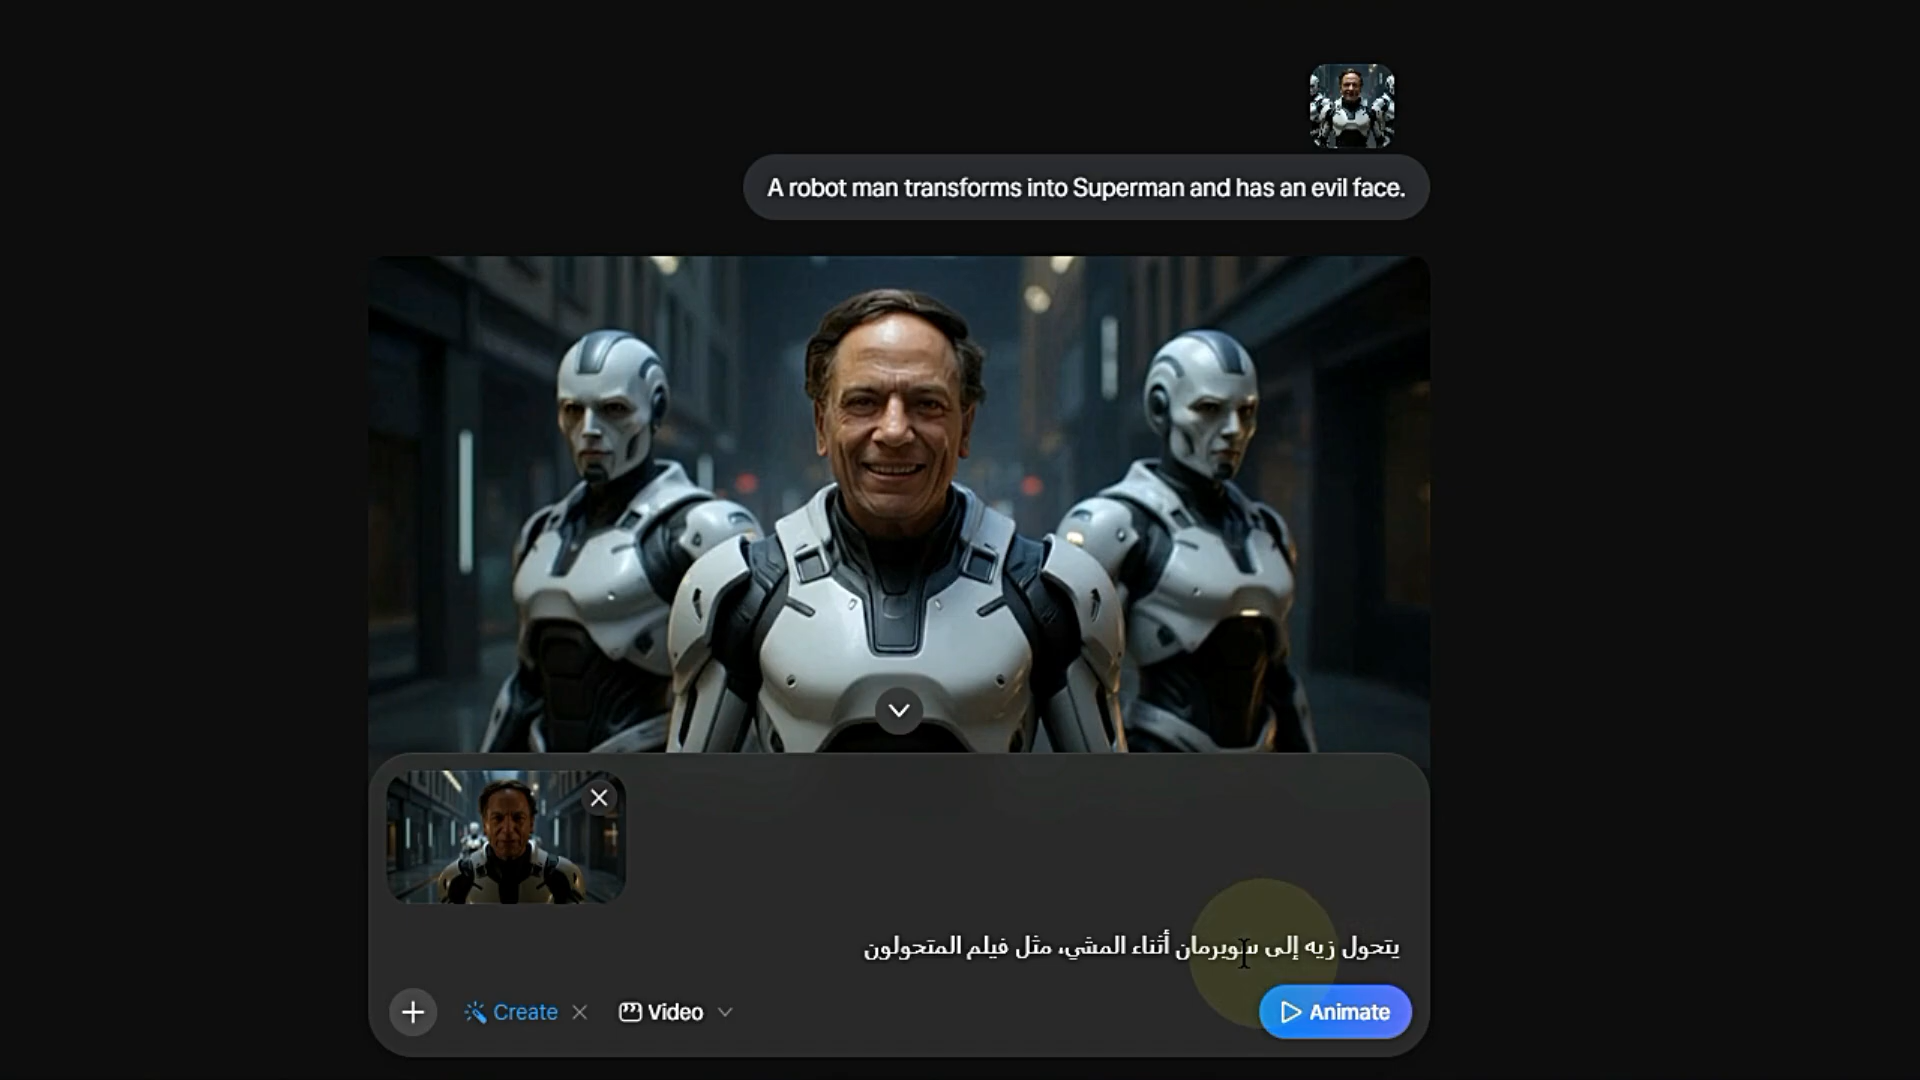 A robot man transforms into Superman and has an evil face.
يتحول زيه إلى سوبرمان أثناء المشي، مثل فيلم المتحولون
Create
Video
Animate